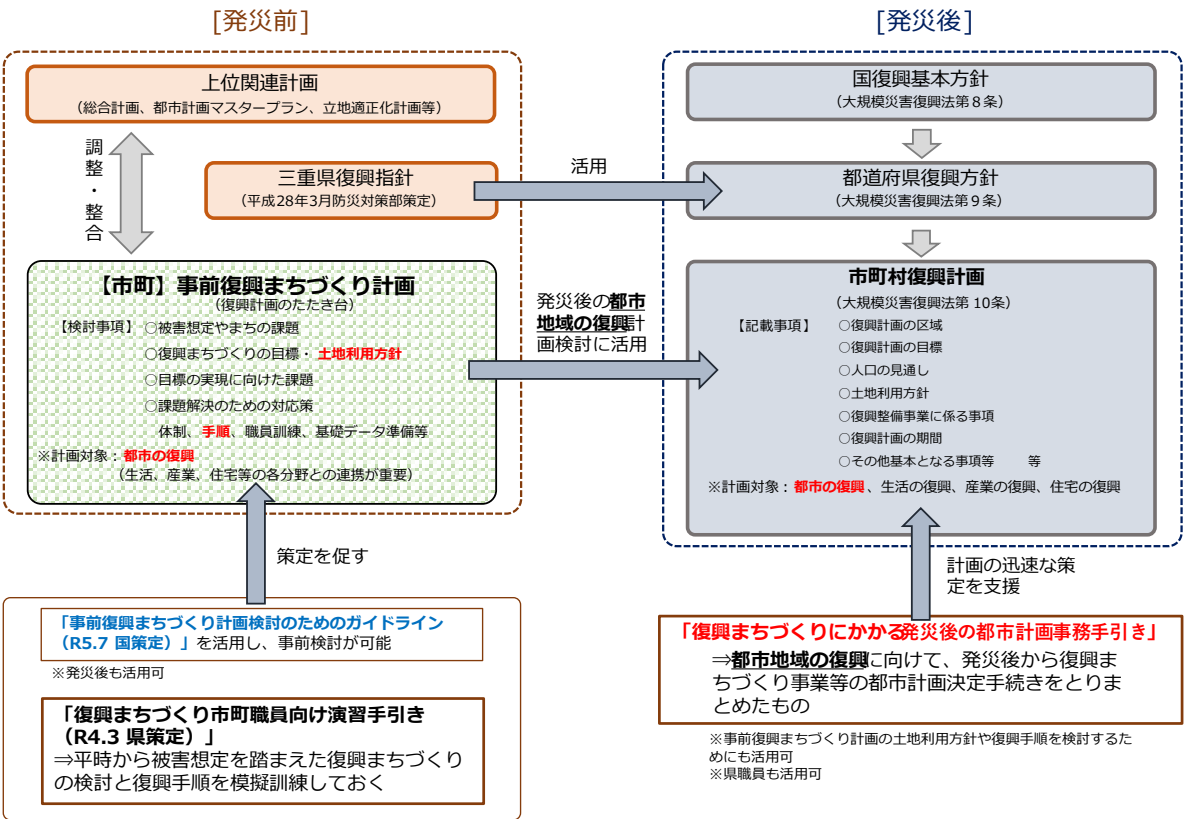 [発災前]
上位関連計画
（総合計画、都市計画マスタープラン、立地適正化計画等）
調整・整合
三重県復興指針
（平成28年3月防災対策部策定）
【市町】事前復興まちづくり計画
（復興計画のたたき台）
【検討事項】 ○被害想定やまちの課題
○復興まちづくりの目標・土地利用方針
○目標の実現に向けた課題
○課題解決のための対応策
体制、手順、職員訓練、基礎データ準備等
※計画対象：都市の復興
（生活、産業、住宅等の各分野との連携が重要）
活用
発災後の都市
地域の復興計
画検討に活用
[発災後]
国復興基本方針
（大規模災害復興法第８条）
都道府県復興方針
（大規模災害復興法第９条）
市町村復興計画
（大規模災害復興法第 10条）
【記載事項】 ○復興計画の区域
○復興計画の目標
○人口の見通し
○土地利用方針
○復興整備事業に係る事項
○復興計画の期間
○その他基本となる事項等 等
※計画対象：都市の復興、生活の復興、産業の復興、住宅の復興
策定を促す
「事前復興まちづくり計画検討のためのガイドライン
（R5.7 国策定）」を活用し、事前検討が可能
※発災後も活用可
「復興まちづくり市町職員向け演習手引き
（R4.3 県策定）」
⇒平時から被害想定を踏まえた復興まちづくり
の検討と復興手順を模擬訓練しておく
計画の迅速な策
定を支援
「復興まちづくりにかかる発災後の都市計画事務手引き」
⇒都市地域の復興に向けて、発災後から復興ま
ちづくり事業等の都市計画決定手続きをとりま
とめたもの
※事前復興まちづくり計画の土地利用方針や復興手順を検討するた
めにも活用可
※県職員も活用可